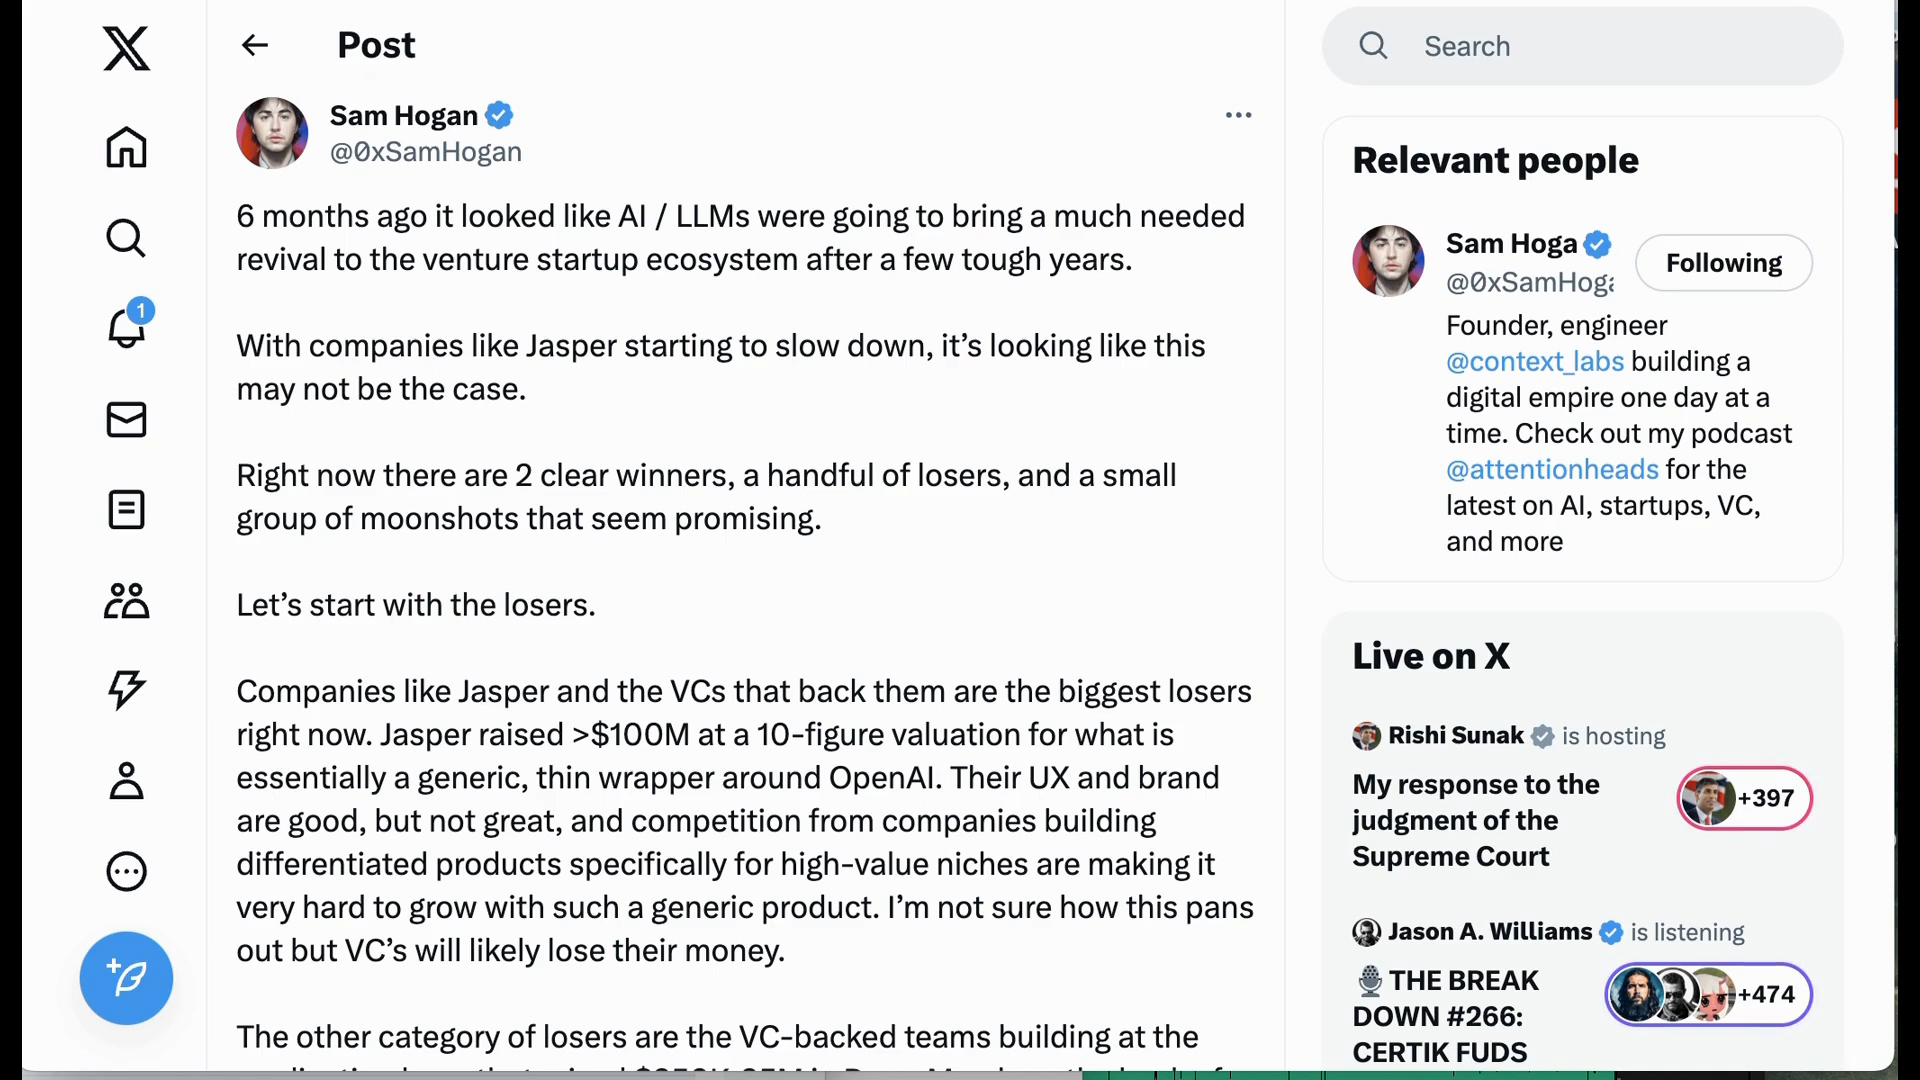 Post
Search
Sam Hogan
@0xSamHogan
6 months ago it looked like AI / LLMs were going to bring a much needed
revival to the venture startup ecosystem after a few tough years.
With companies like Jasper starting to slow down, it’s looking like this
may not be the case.
Right now there are 2 clear winners, a handful of losers, and a small
group of moonshots that seem promising.
Let’s start with the losers.
Companies like Jasper and the VCs that back them are the biggest losers
right now. Jasper raised >$100M at a 10-figure valuation for what is
essentially a generic, thin wrapper around OpenAI. Their UX and brand
are good, but not great, and competition from companies building
differentiated products specifically for high-value niches are making it
very hard to grow with such a generic product. I’m not sure how this pans
out but VC’s will likely lose their money.
The other category of losers are the VC-backed teams building at the
1
Relevant people
Sam Hoga
@0xSamHoga
Following
Founder, engineer
@context_labs building a
digital empire one day at a
time. Check out my podcast
@attentionheads for the
latest on AI, startups, VC,
and more
Live on X
Rishi Sunak is hosting
My response to the
judgment of the
Supreme Court
+397
Jason A. Williams is listening
🎙️THE BREAK
DOWN #266:
CERTIK FUDS
+474